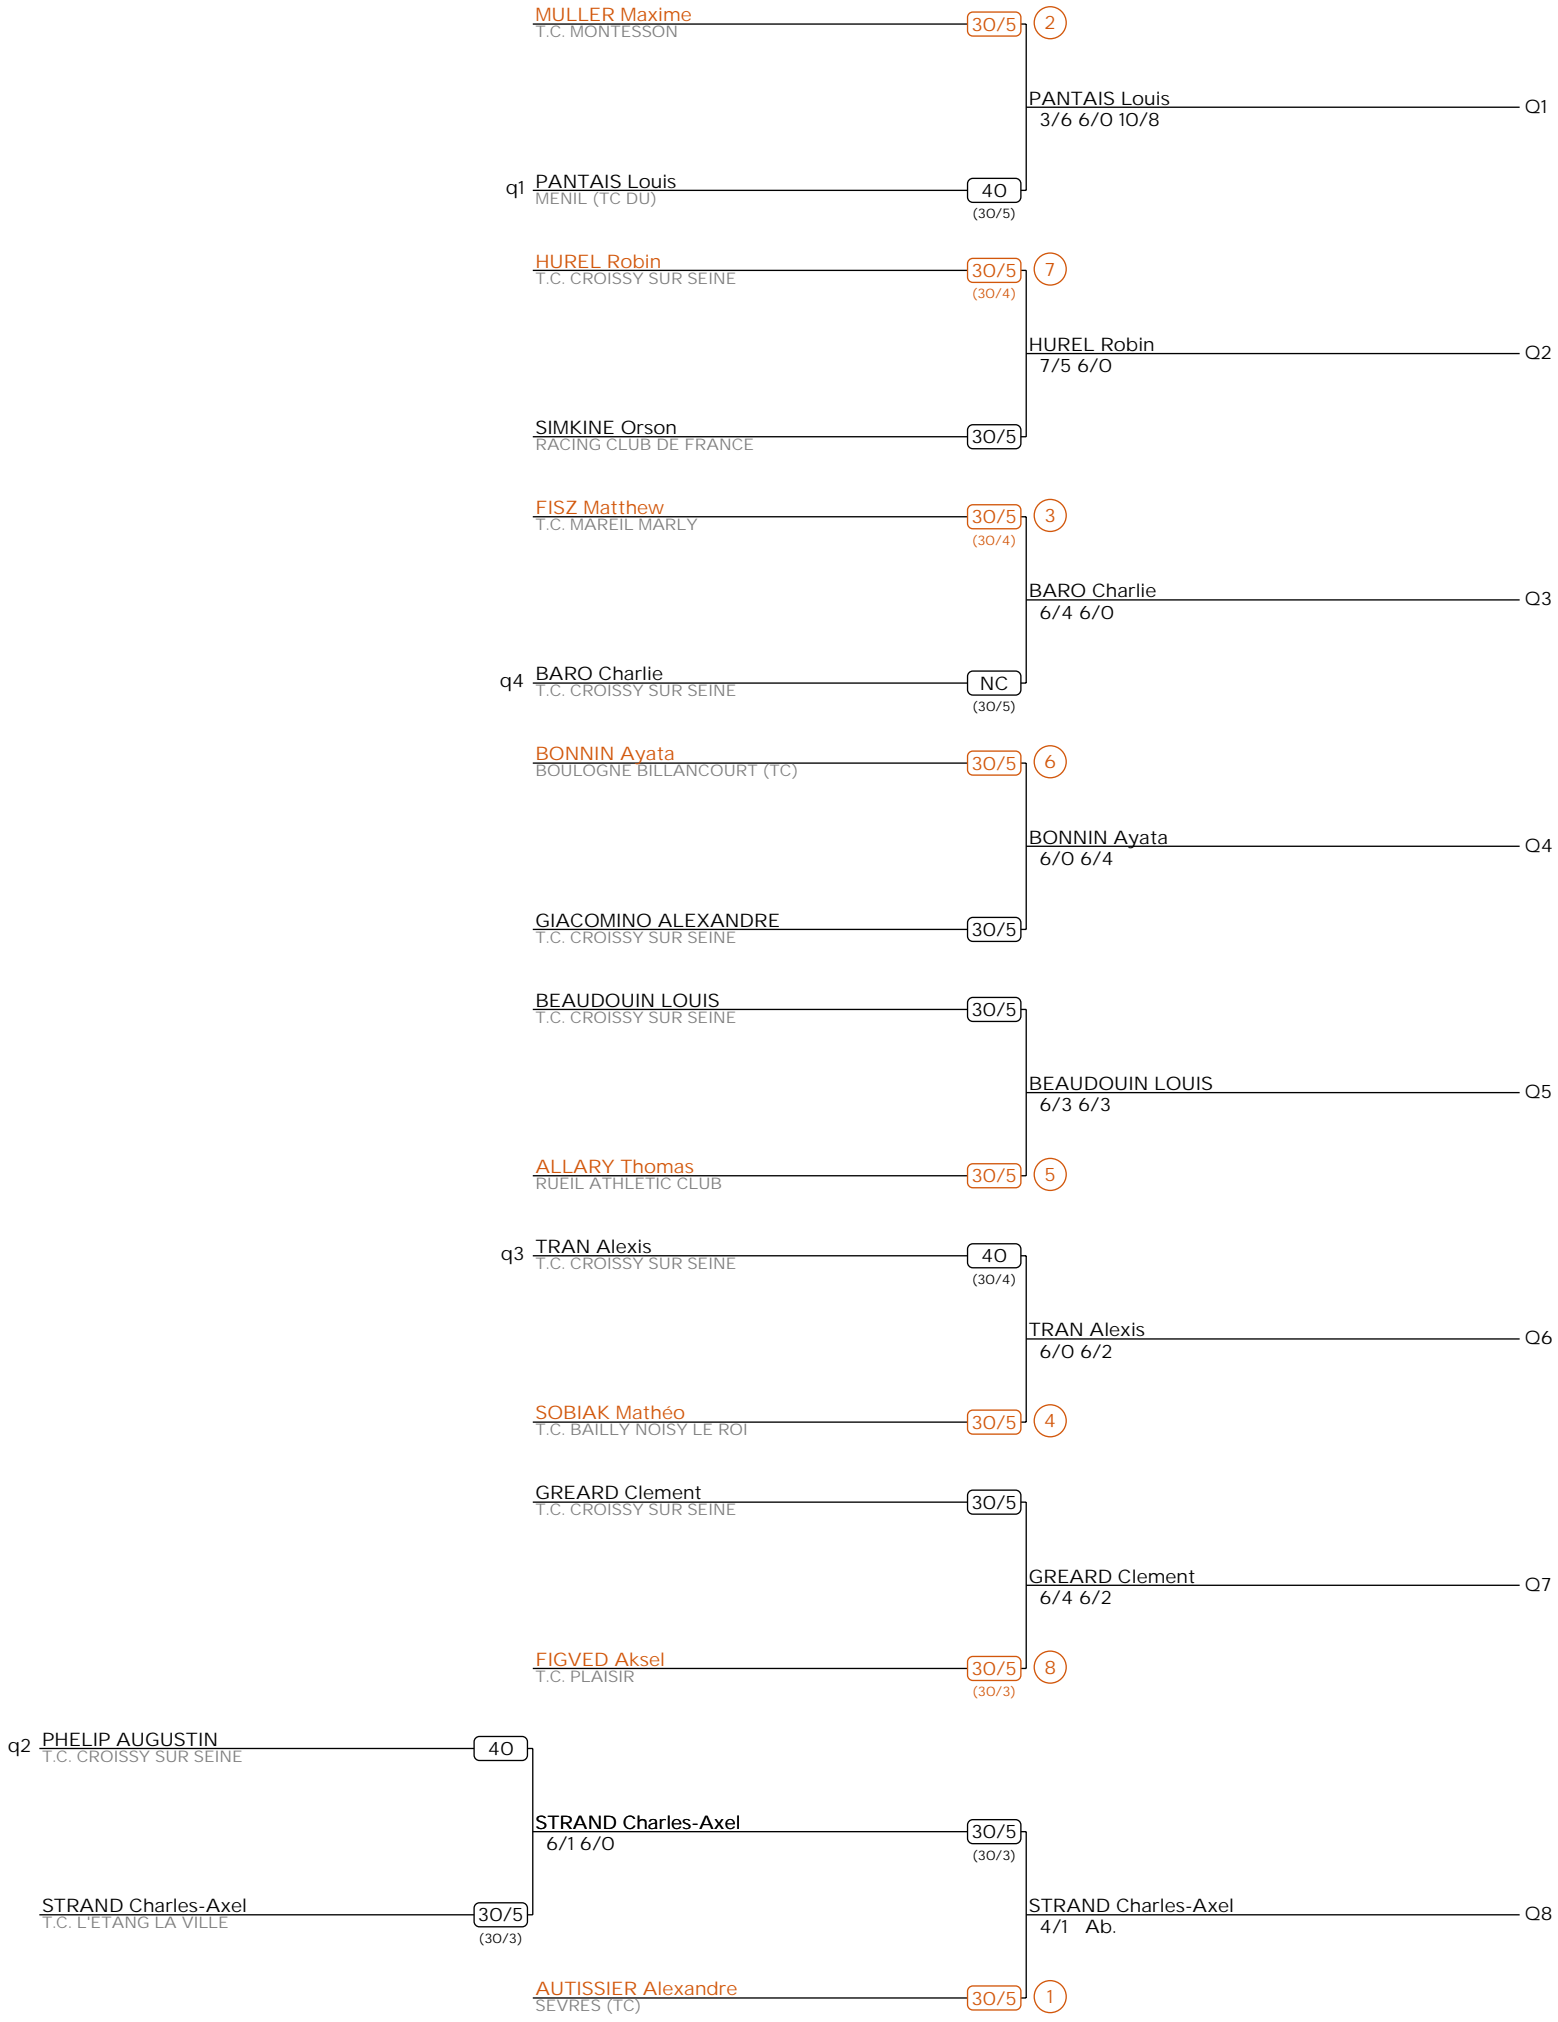 MULLER Maxime
T.C. MONTESSON
30/5
2
PANTAIS Louis
3/6 6/0 10/8
Q1
q1
PANTAIS Louis
MENIL (TC DU)
40
(30/5)
HUREL Robin
T.C. CROISSY SUR SEINE
30/5
(30/4)
7
HUREL Robin
7/5 6/0
Q2
SIMKINE Orson
RACING CLUB DE FRANCE
30/5
FISZ Matthew
T.C. MAREIL MARLY
30/5
(30/4)
3
BARO Charlie
6/4 6/0
Q3
q4
BARO Charlie
T.C. CROISSY SUR SEINE
NC
(30/5)
BONNIN Ayata
BOULOGNE BILLANCOURT (TC)
30/5
6
BONNIN Ayata
6/0 6/4
Q4
GIACOMINO ALEXANDRE
T.C. CROISSY SUR SEINE
30/5
BEAUDOUIN LOUIS
T.C. CROISSY SUR SEINE
30/5
BEAUDOUIN LOUIS
6/3 6/3
Q5
ALLARY Thomas
RUEIL ATHLETIC CLUB
30/5
5
q3
TRAN Alexis
T.C. CROISSY SUR SEINE
40
(30/4)
TRAN Alexis
6/0 6/2
Q6
SOBIAK Mathéo
T.C. BAILLY NOISY LE ROI
30/5
4
GREARD Clement
T.C. CROISSY SUR SEINE
30/5
GREARD Clement
6/4 6/2
Q7
FIGVED Aksel
T.C. PLAISIR
30/5
(30/3)
8
q2
PHELIP AUGUSTIN
T.C. CROISSY SUR SEINE
40
STRAND Charles-Axel
6/1 6/0
30/5
(30/3)
STRAND Charles-Axel
T.C. L'ETANG LA VILLE
30/5
(30/3)
STRAND Charles-Axel
4/1 Ab.
Q8
AUTISSIER Alexandre
SEVRES (TC)
30/5
1